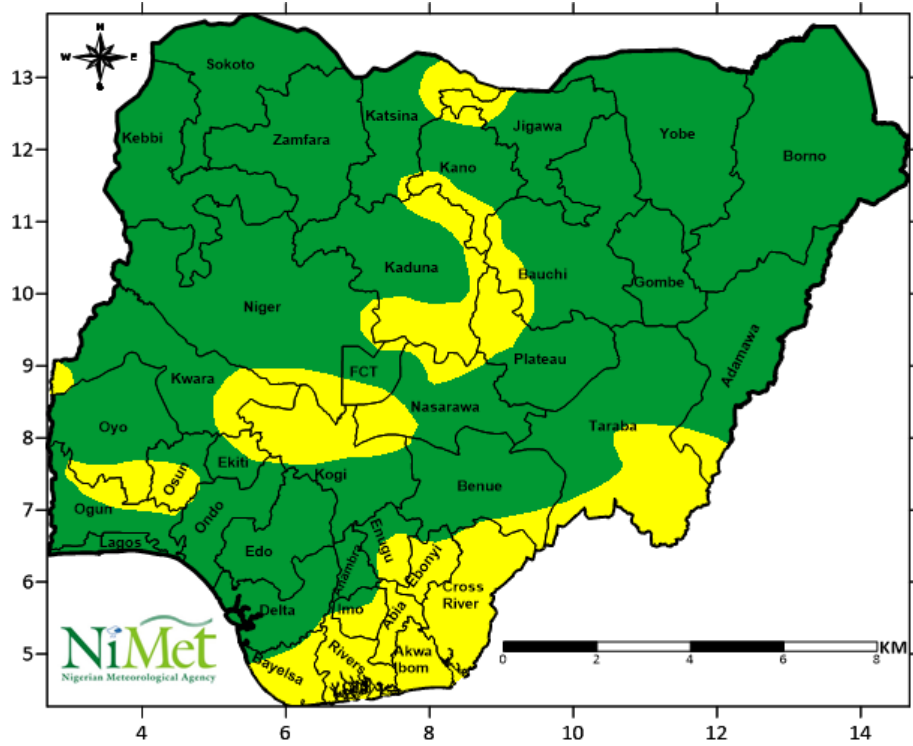 N
W E
S
13
12
11
10
9
8
7
6
5
4 6 8 10 12 14
Sokoto
Kebbi
Zamfara
Katsina
Kano
Jigawa
Yobe
Borno
Kaduna
Bauchi
Gombe
Niger
Adamawa
FCT
Plateau
Kwara
Nasarawa
Oyo
Taraba
Ekiti
Kogi
Osun
Benue
Ogun
Ondo
Lagos
Edo
Enugu
Anambra
Ebonyi
Cross
River
Delta
Imo
Abia
Bayelsa
Rivers
Akwa
Ibom
NiMet
Nigerian Meteorological Agency
0 2 4 6 8 KM